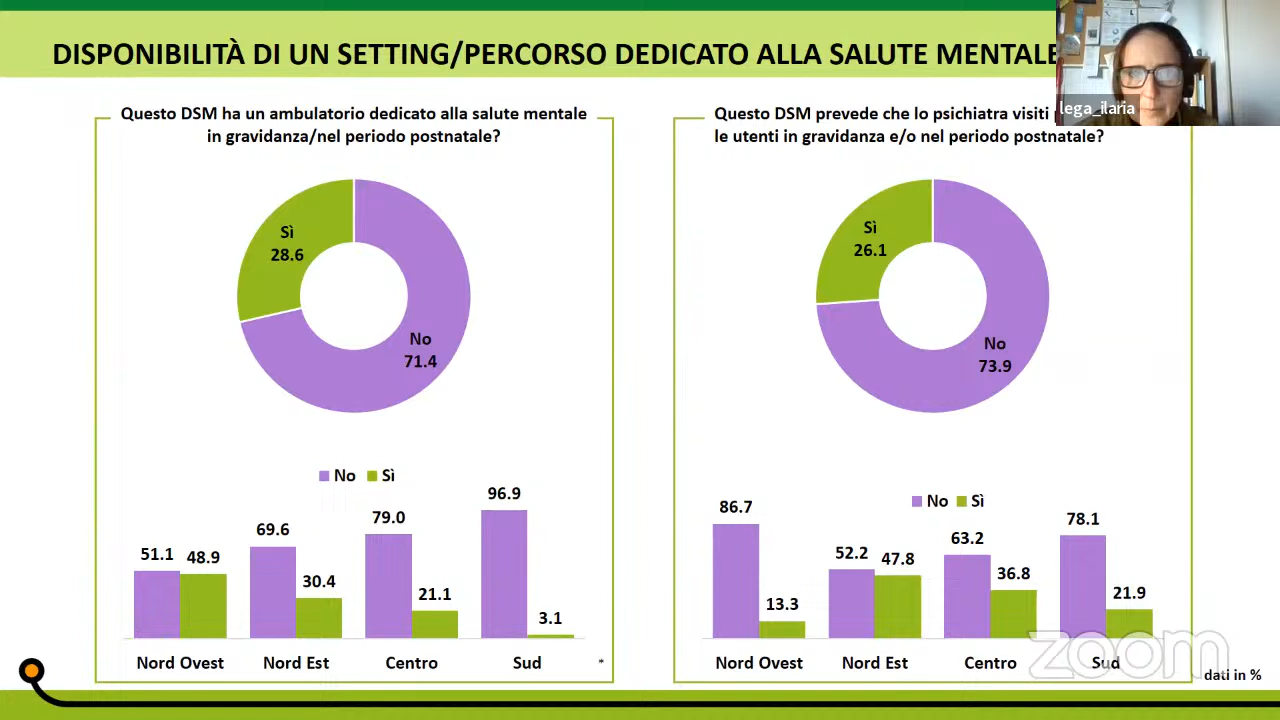 DISPONIBILITÀ DI UN SETTING/PERCORSO DEDICATO ALLA SALUTE MENTALE
lega_ilaria
Questo DSM ha un ambulatorio dedicato alla salute mentale
in gravidanza/nel periodo postnatale?
Sì
28.6
No
71.4
No Sì
51.1 48.9
69.6 30.4
79.0 21.1
96.9 3.1
Nord Ovest Nord Est Centro Sud *
Questo DSM prevede che lo psichiatra visiti
le utenti in gravidanza e/o nel periodo postnatale?
Sì
26.1
No
73.9
No Sì
86.7 13.3
52.2 47.8
63.2 36.8
78.1 21.9
Nord Ovest Nord Est Centro Sud
zoom
dati in %